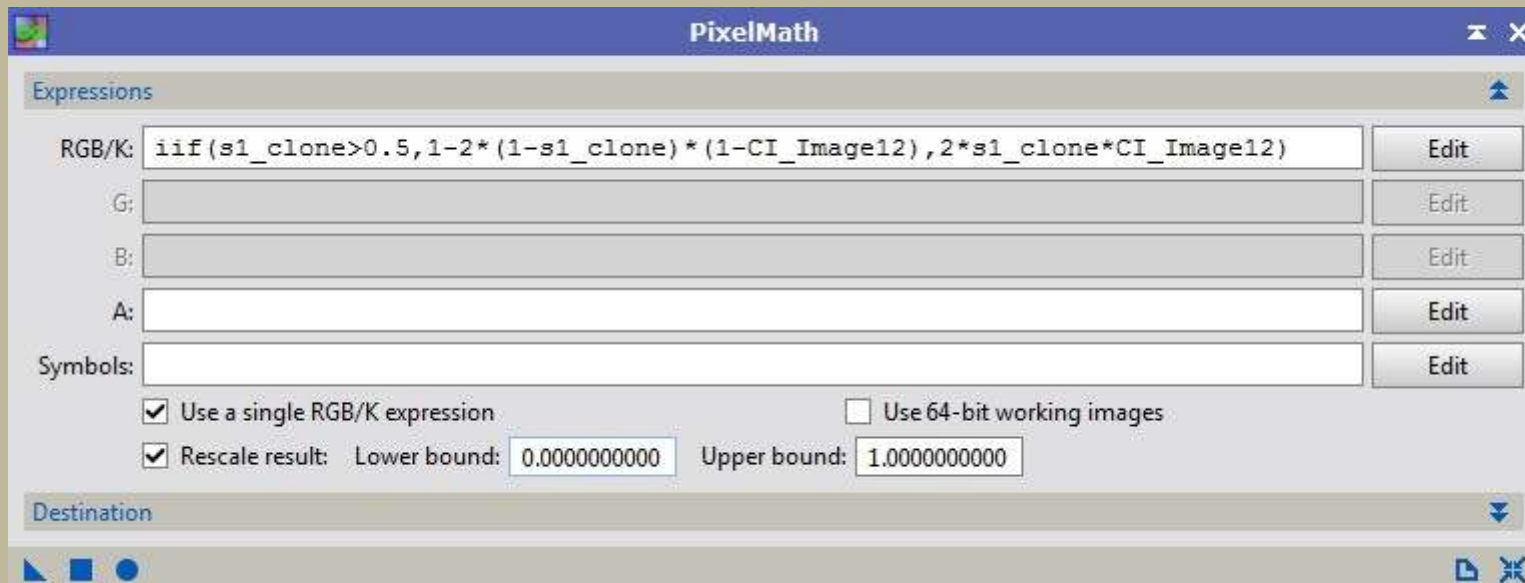 PixelMath
Expressions
RGB/K: iif(s1_clone>0.5,1-2*(1-s1_clone)*(1-CI_Image12),2*s1_clone*CI_Image12) Edit
G: Edit
B: Edit
A: Edit
Symbols: Edit
Use a single RGB/K expression Use 64-bit working images
Rescale result: Lower bound: 0.0000000000 Upper bound: 1.0000000000
Destination